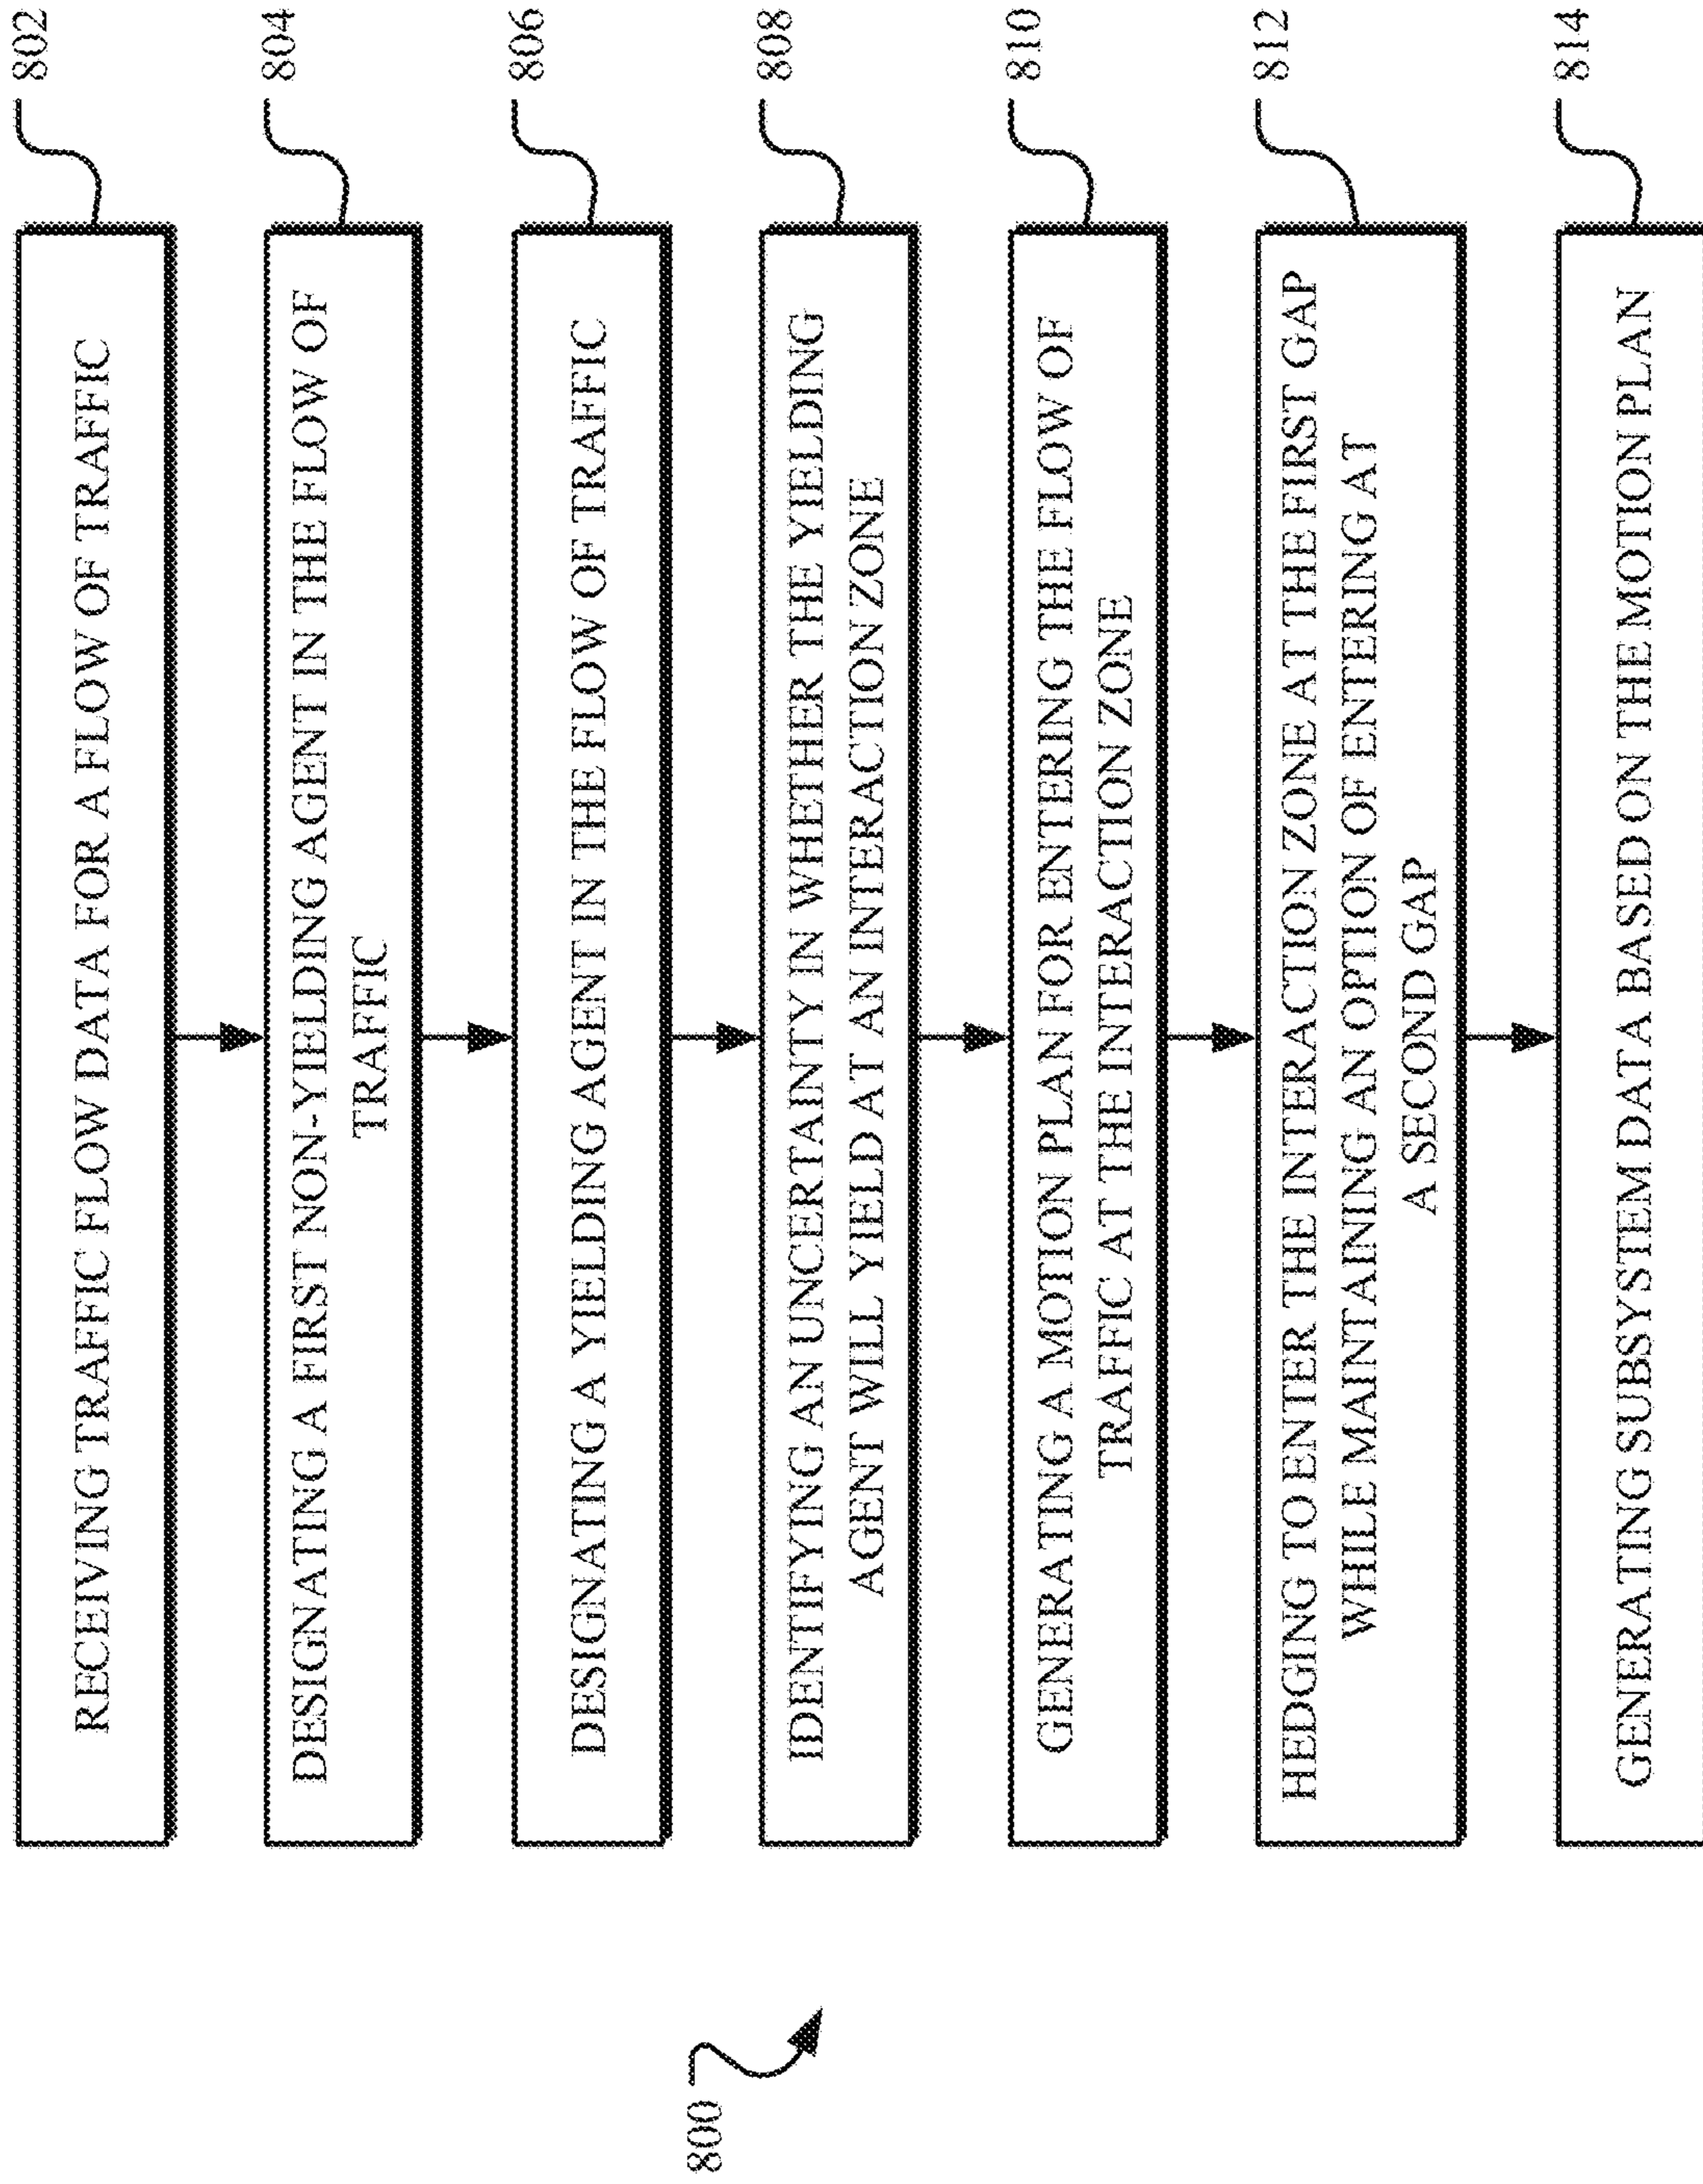 802
RECEIVING TRAFFIC FLOW DATA FOR A FLOW OF TRAFFIC
804
DESIGNATING A FIRST NON-YIELDING AGENT IN THE FLOW OF
TRAFFIC
806
DESIGNATING A YIELDING AGENT IN THE FLOW OF TRAFFIC
808
IDENTIFYING AN UNCERTAINTY IN WHETHER THE YIELDING
AGENT WILL YIELD AT AN INTERACTION ZONE
810
GENERATING A MOTION PLAN FOR ENTERING THE FLOW OF
TRAFFIC AT THE INTERACTION ZONE
812
HEDGING TO ENTER THE INTERACTION ZONE AT THE FIRST GAP
WHILE MAINTAINING AN OPTION OF ENTERING AT
A SECOND GAP
814
GENERATING SUBSYSTEM DATA BASED ON THE MOTION PLAN
800